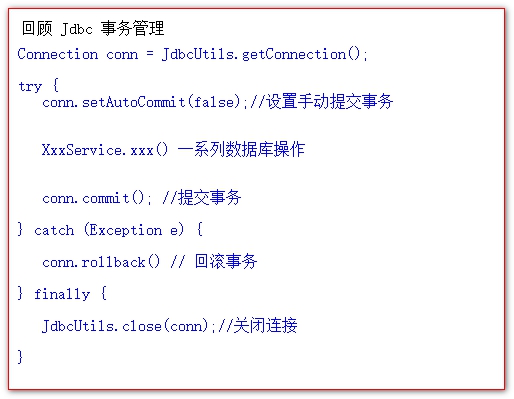 回顾 Jdbc 事务管理
Connection conn = JdbcUtils.getConnection();
try {
conn.setAutoCommit(false);//设置手动提交事务
XxxService.xxx() 一系列数据库操作
conn.commit(); //提交事务
} catch (Exception e) {
conn.rollback() // 回滚事务
} finally {
JdbcUtils.close(conn);//关闭连接
}